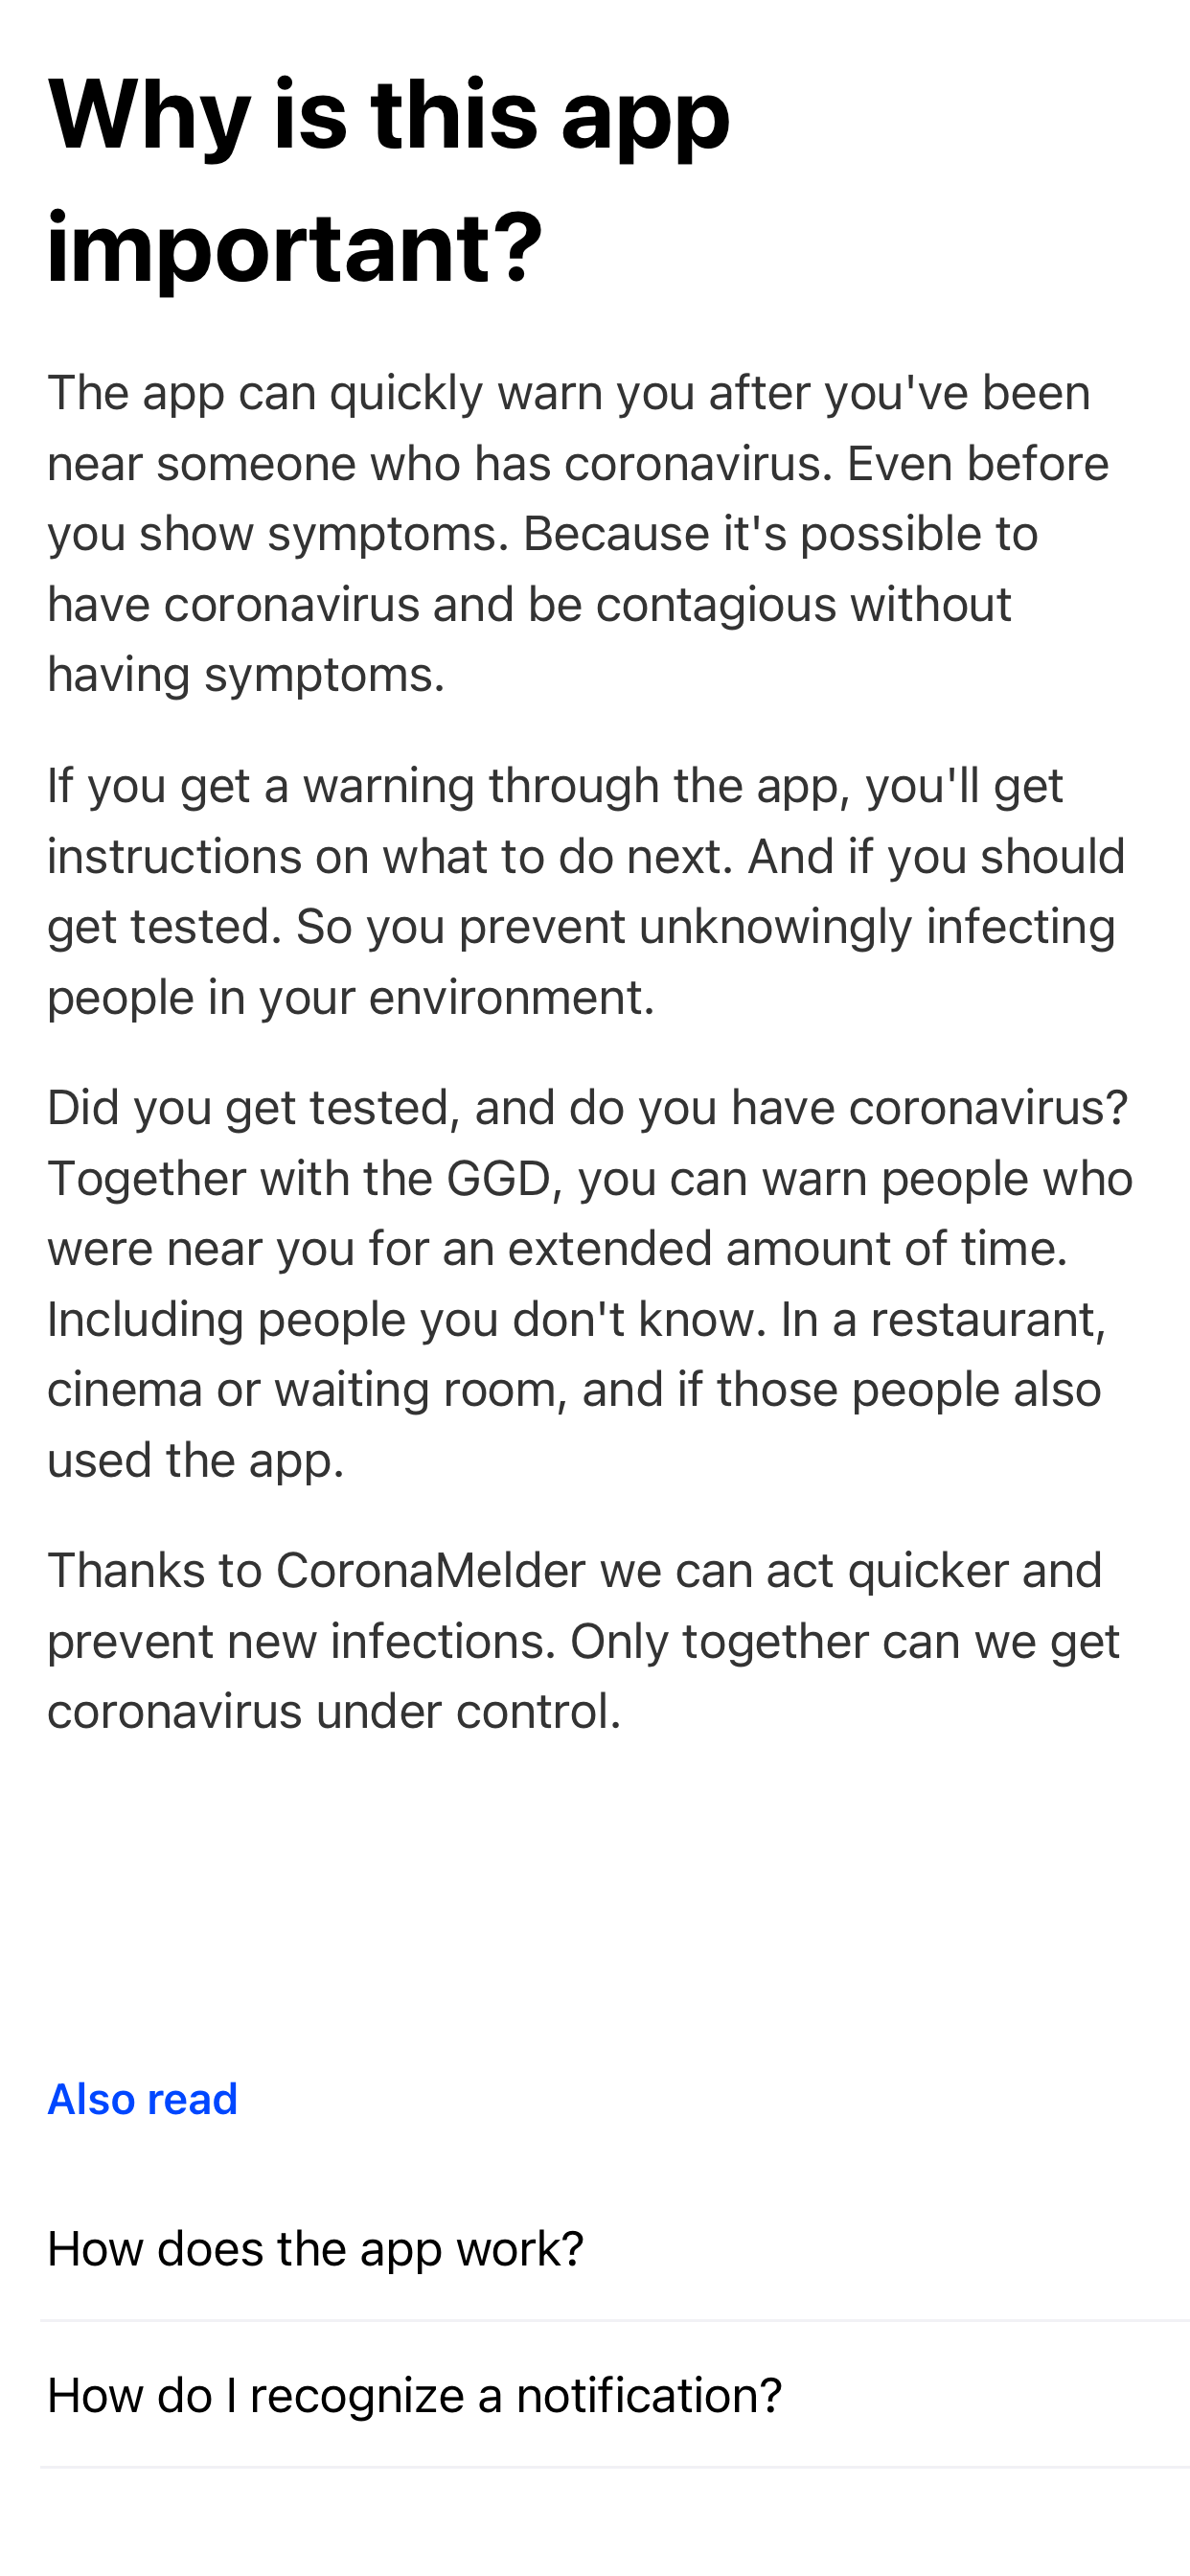 Why is this app
important?
The app can quickly warn you after you've been
near someone who has coronavirus. Even before
you show symptoms. Because it's possible to
have coronavirus and be contagious without
having symptoms.
If you get a warning through the app, you'll get
instructions on what to do next. And if you should
get tested. So you prevent unknowingly infecting
people in your environment.
Did you get tested, and do you have coronavirus?
Together with the GGD, you can warn people who
were near you for an extended amount of time.
Including people you don't know. In a restaurant,
cinema or waiting room, and if those people also
used the app.
Thanks to CoronaMelder we can act quicker and
prevent new infections. Only together can we get
coronavirus under control.
Also read
How does the app work?
How do I recognize a notification?